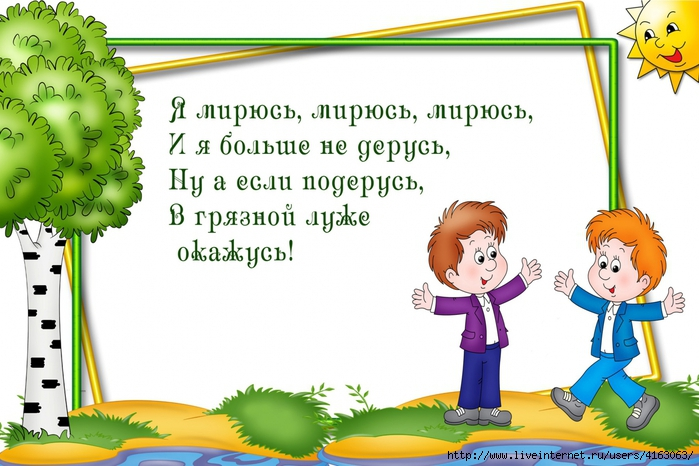 Я мирюсь, мирюсь, мирюсь,
И я больше не дерусь,
Ну а если подерусь,
В грязной луже
окажусь!
http://www.liveinternet.ru/users/4163063/